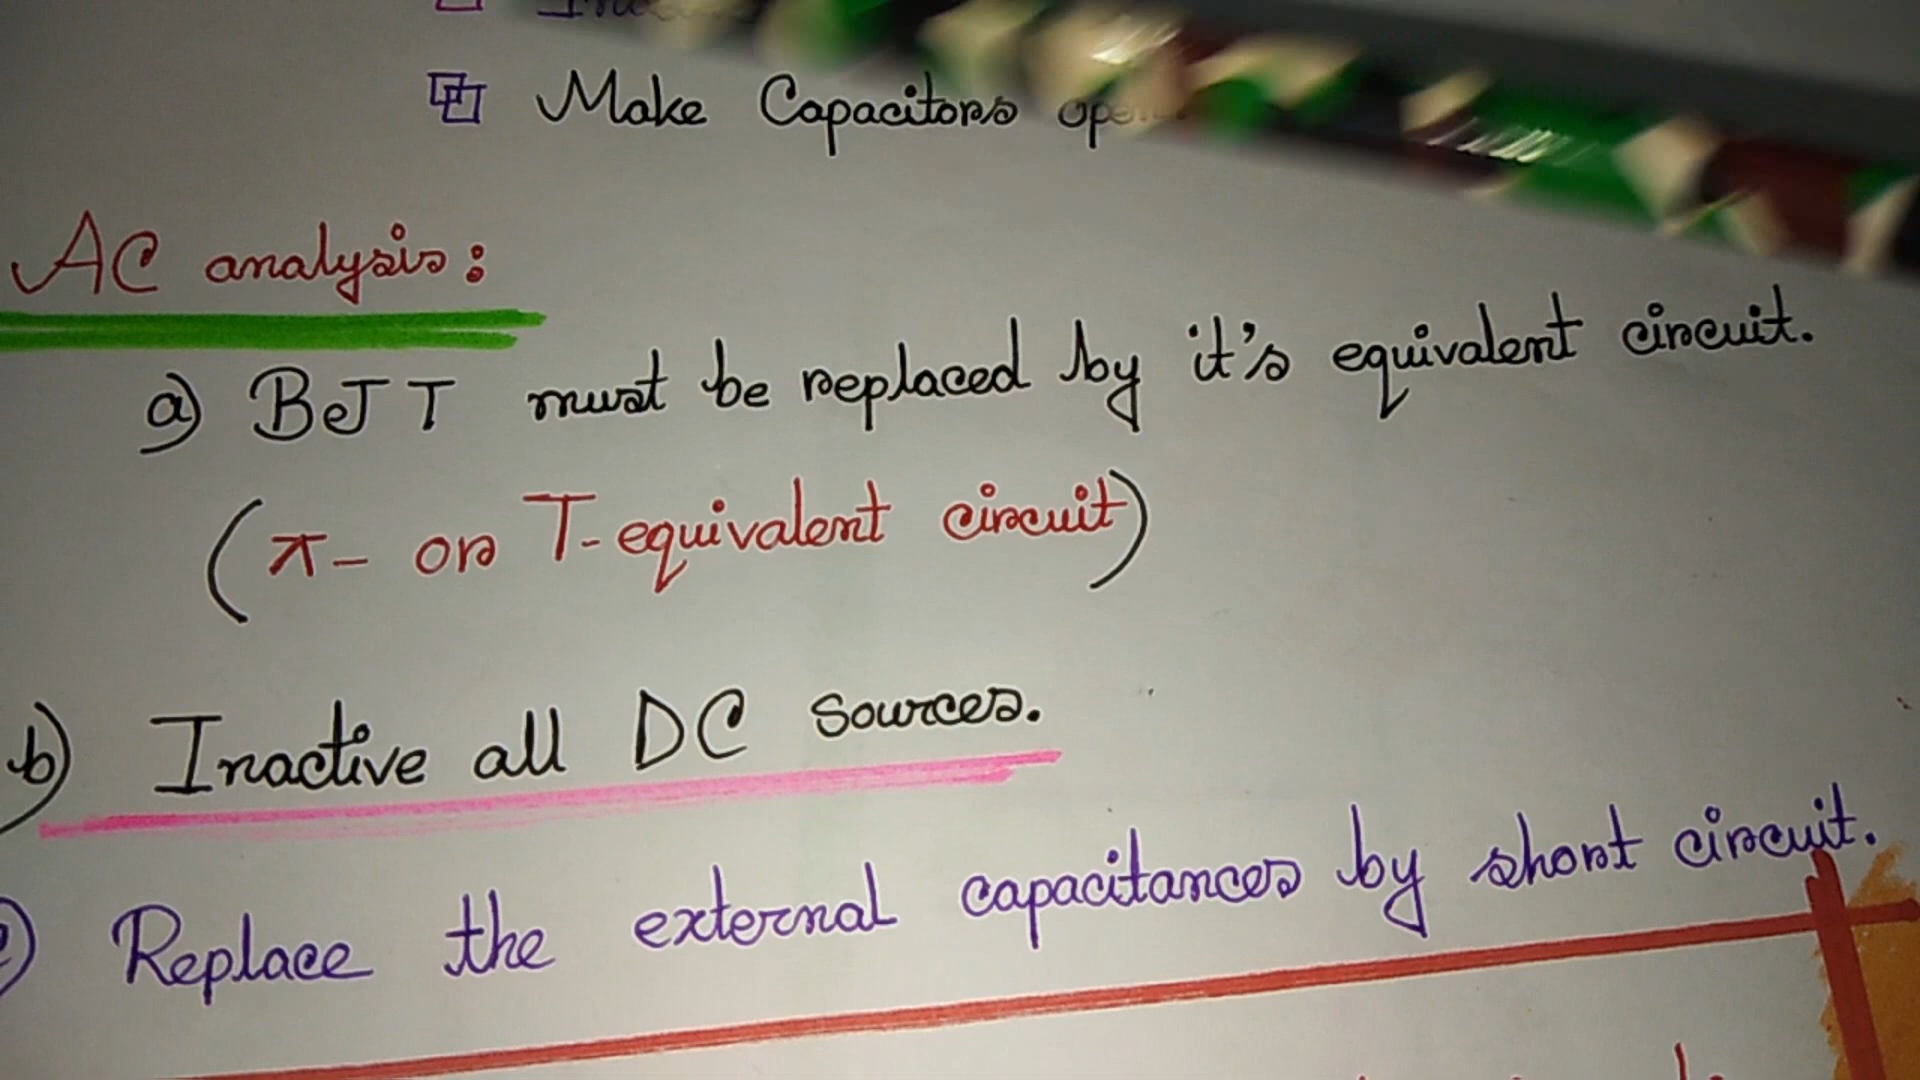 Make Capacitors open
AC analysis:
a) BJT must be replaced by it's equivalent circuit.
(π- or T-equivalent circuit)
b) Inactive all DC sources.
c) Replace the external capacitances by short circuit.